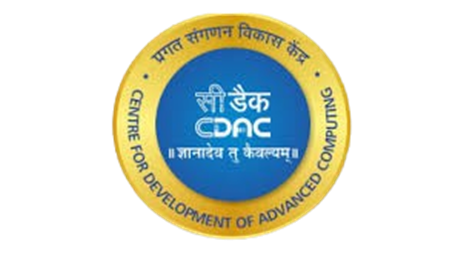 प्रगत संगणन विकास केंद्र
सी डैक
CDAC
॥ ज्ञानादेव तु कैवल्यम् ॥
CENTRE FOR DEVELOPMENT OF ADVANCED COMPUTING